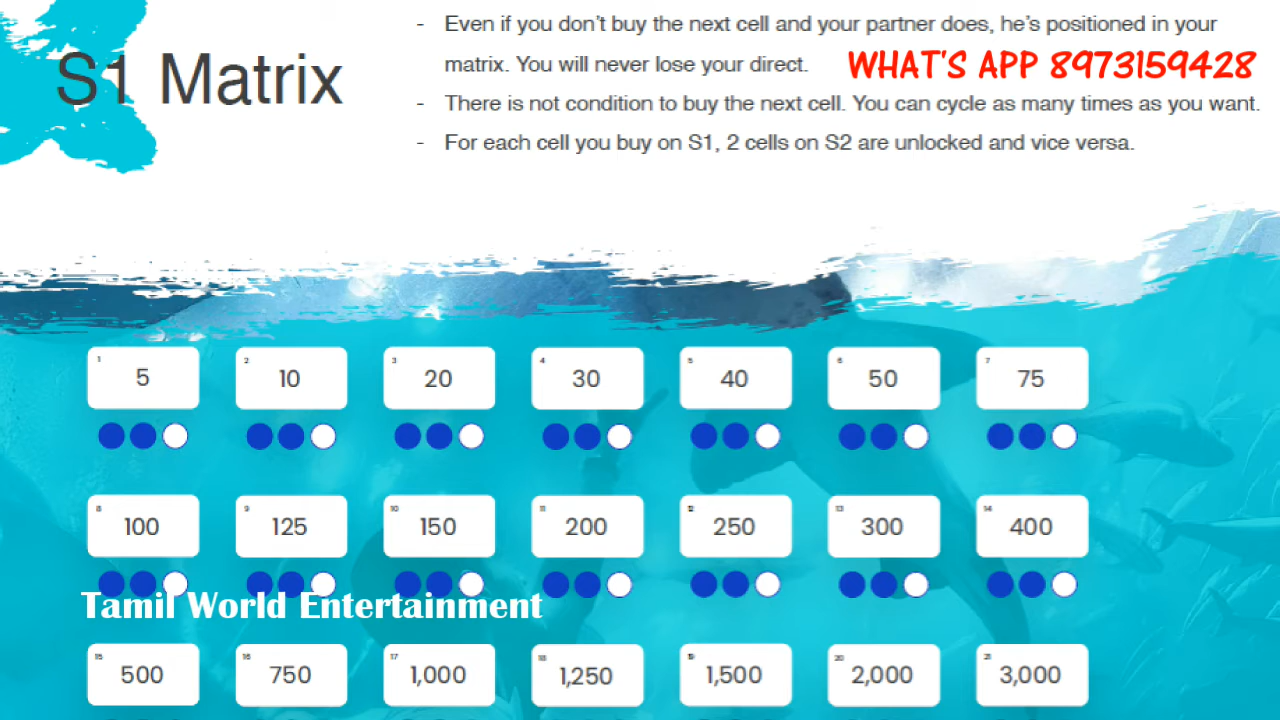 S1 Matrix
- Even if you don't buy the next cell and your partner does, he's positioned in your
matrix. You will never lose your direct.
WHAT'S APP 8973159428
- There is not condition to buy the next cell. You can cycle as many times as you want.
- For each cell you buy on S1, 2 cells on S2 are unlocked and vice versa.
1 2 3 4 5 6 7
5 10 20 30 40 50 75
8 9 10 11 12 13 14
100 125 150 200 250 300 400
Tamil World Entertainment
15 16 17 18 19 20 21
500 750 1,000 1,250 1,500 2,000 3,000